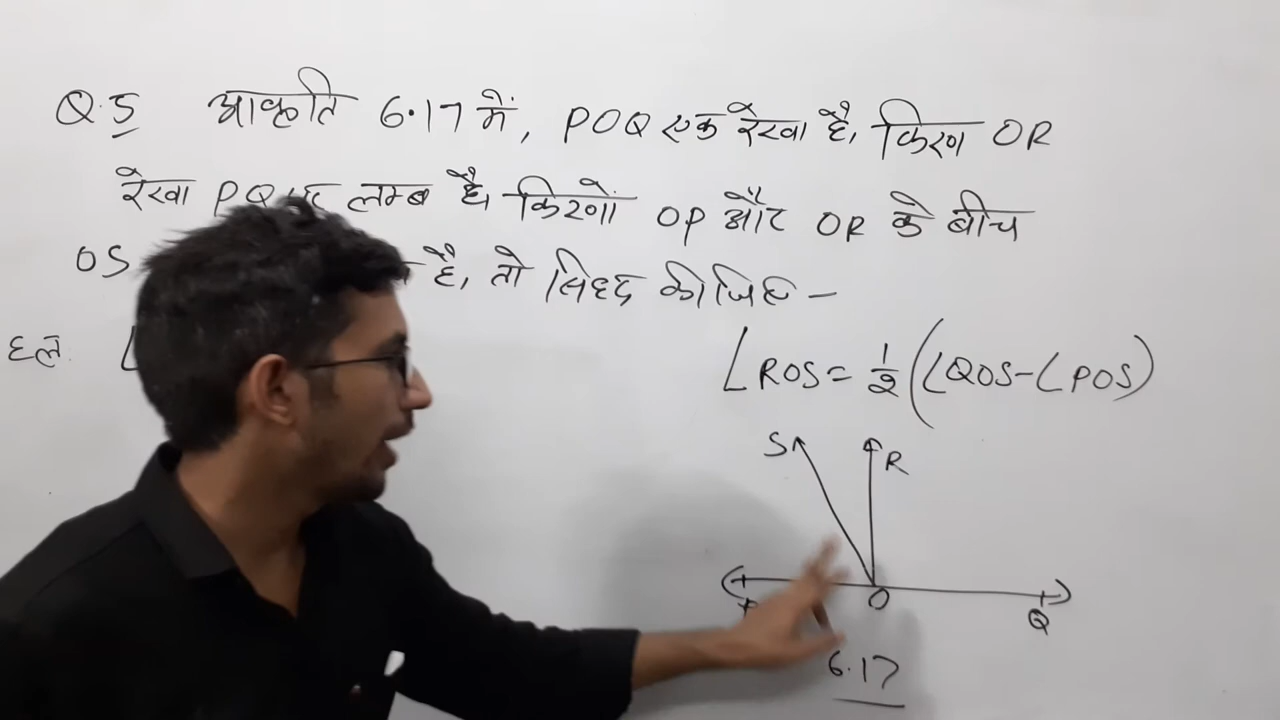 Q.5 आकृति 6.17 में, POQ एक रेखा है, किरण OR
रेखा PQ लम्ब है, किरणों OP और OR के बीच
OS है, तो सिद्द कीजिए -
हल. ∠
∠ROS = 1/2 (∠QOS - ∠POS)
S
R
O
Q
6.17